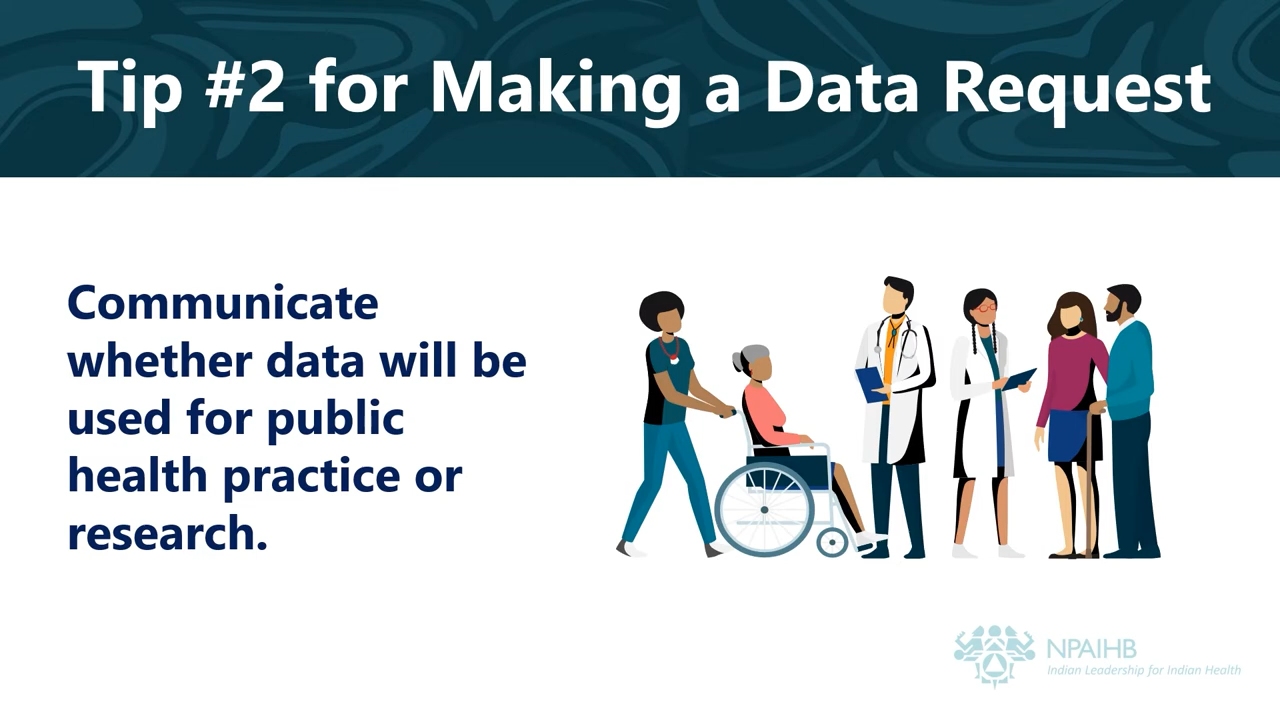 Tip #2 for Making a Data Request
Communicate
whether data will be
used for public
health practice or
research.
NPAIHB
Indian Leadership for Indian Health